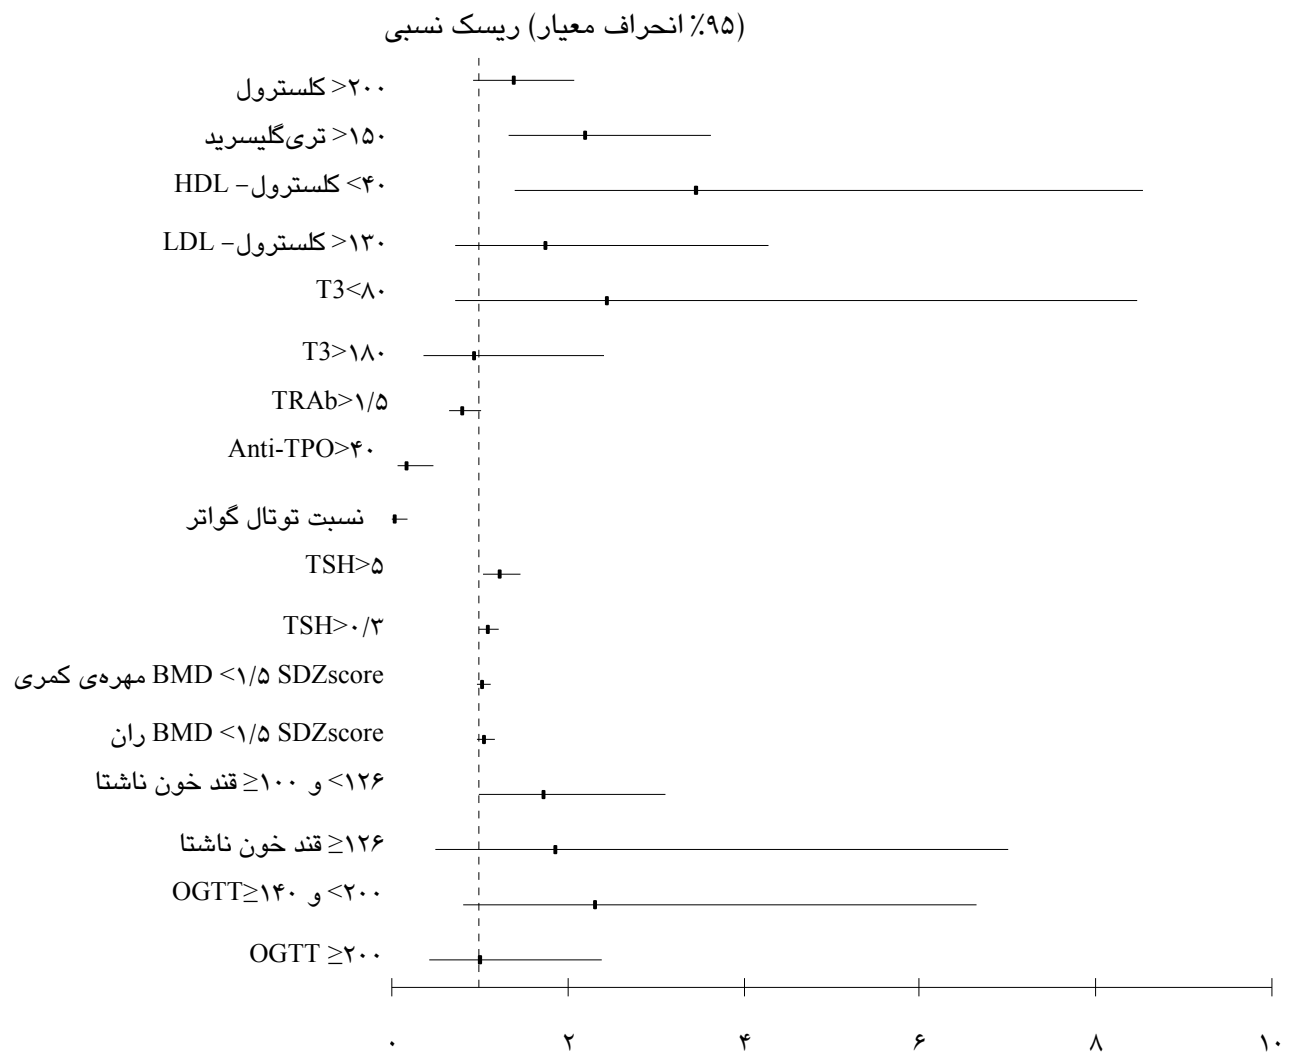 ریسک نسبی (۹۵٪ انحراف معیار)
کلسترول >۲۰۰
تری‌گلیسرید >۱۵۰
HDL –کلسترول <۴۰
LDL –کلسترول >۱۳۰
T3<۸۰
T3>۱۸۰
TRAb>۱/۵
Anti-TPO>۴۰
نسبت توتال گواتر
TSH>۵
TSH>۰/۳
BMD <۱/۵ SDZscore مهره‌ی کمری
BMD <۱/۵ SDZscore ران
قند خون ناشتا ≥۱۰۰ و <۱۲۶
قند خون ناشتا ≥۱۲۶
OGTT≥۱۴۰ و <۲۰۰
OGTT ≥۲۰۰
۰ ۲ ۴ ۶ ۸ ۱۰